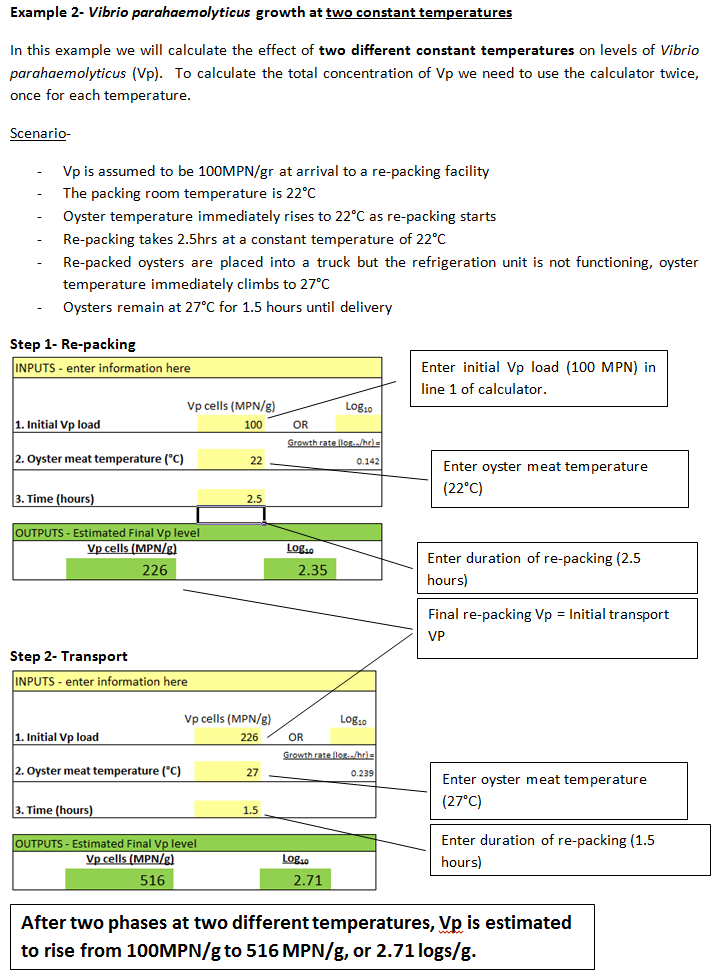 Example 2- Vibrio parahaemolyticus growth at two constant temperatures
In this example we will calculate the effect of two different constant temperatures on levels of Vibrio
parahaemolyticus (Vp). To calculate the total concentration of Vp we need to use the calculator twice,
once for each temperature.
Scenario-
- Vp is assumed to be 100MPN/gr at arrival to a re-packing facility
- The packing room temperature is 22°C
- Oyster temperature immediately rises to 22°C as re-packing starts
- Re-packing takes 2.5hrs at a constant temperature of 22°C
- Re-packed oysters are placed into a truck but the refrigeration unit is not functioning, oyster
temperature immediately climbs to 27°C
- Oysters remain at 27°C for 1.5 hours until delivery
Step 1- Re-packing
INPUTS - enter information here
Vp cells (MPN/g) Log10
1. Initial Vp load 100 OR
Growth rate (log../hr)=
2. Oyster meat temperature (°C) 22 0.142
3. Time (hours) 2.5
OUTPUTS - Estimated Final Vp level
Vp cells (MPN/g) Log10
226 2.35
Enter initial Vp load (100 MPN) in
line 1 of calculator.
Enter oyster meat temperature
(22°C)
Enter duration of re-packing (2.5
hours)
Final re-packing Vp = Initial transport
VP
Step 2- Transport
INPUTS - enter information here
Vp cells (MPN/g) Log10
1. Initial Vp load 226 OR
Growth rate (log../hr)=
2. Oyster meat temperature (°C) 27 0.239
3. Time (hours) 1.5
OUTPUTS - Estimated Final Vp level
Vp cells (MPN/g) Log10
516 2.71
Enter oyster meat temperature
(27°C)
Enter duration of re-packing (1.5
hours)
After two phases at two different temperatures, Vp is estimated
to rise from 100MPN/g to 516 MPN/g, or 2.71 logs/g.